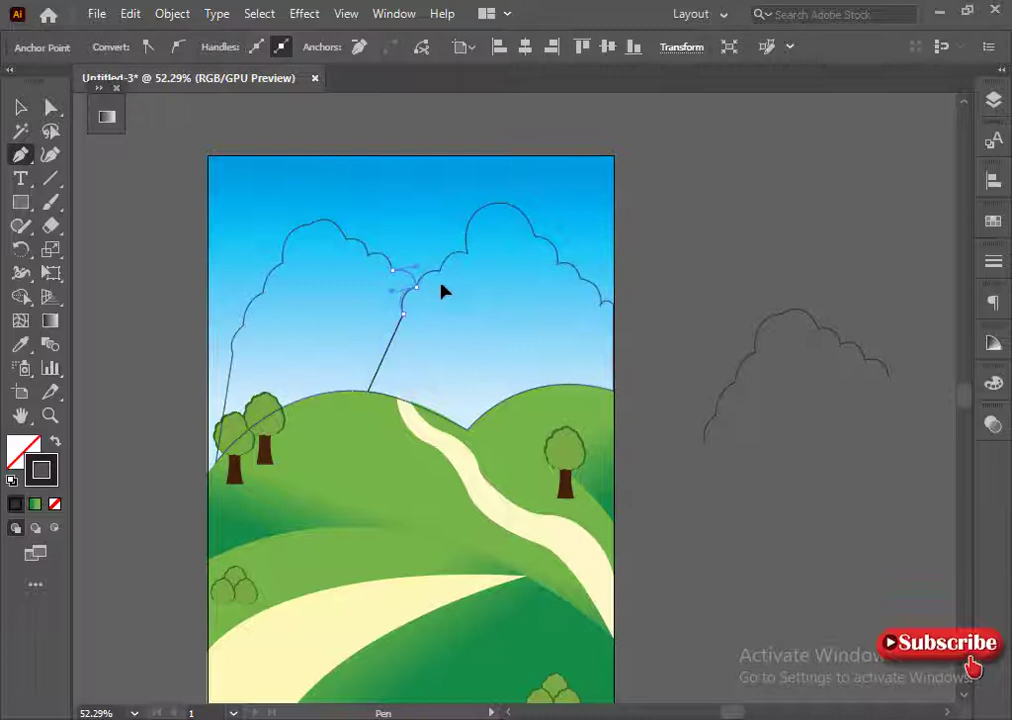 Ai File Edit Object Type Select Effect View Window Help Layout Search Adobe Stock
Anchor Point Convert: Handles: Anchors: Transform
Untitled-3* @ 52.29% (RGB/GPU Preview)
Subscribe
Activate Windows
Go to Settings to activate Windows.
52.29% 1 Pen